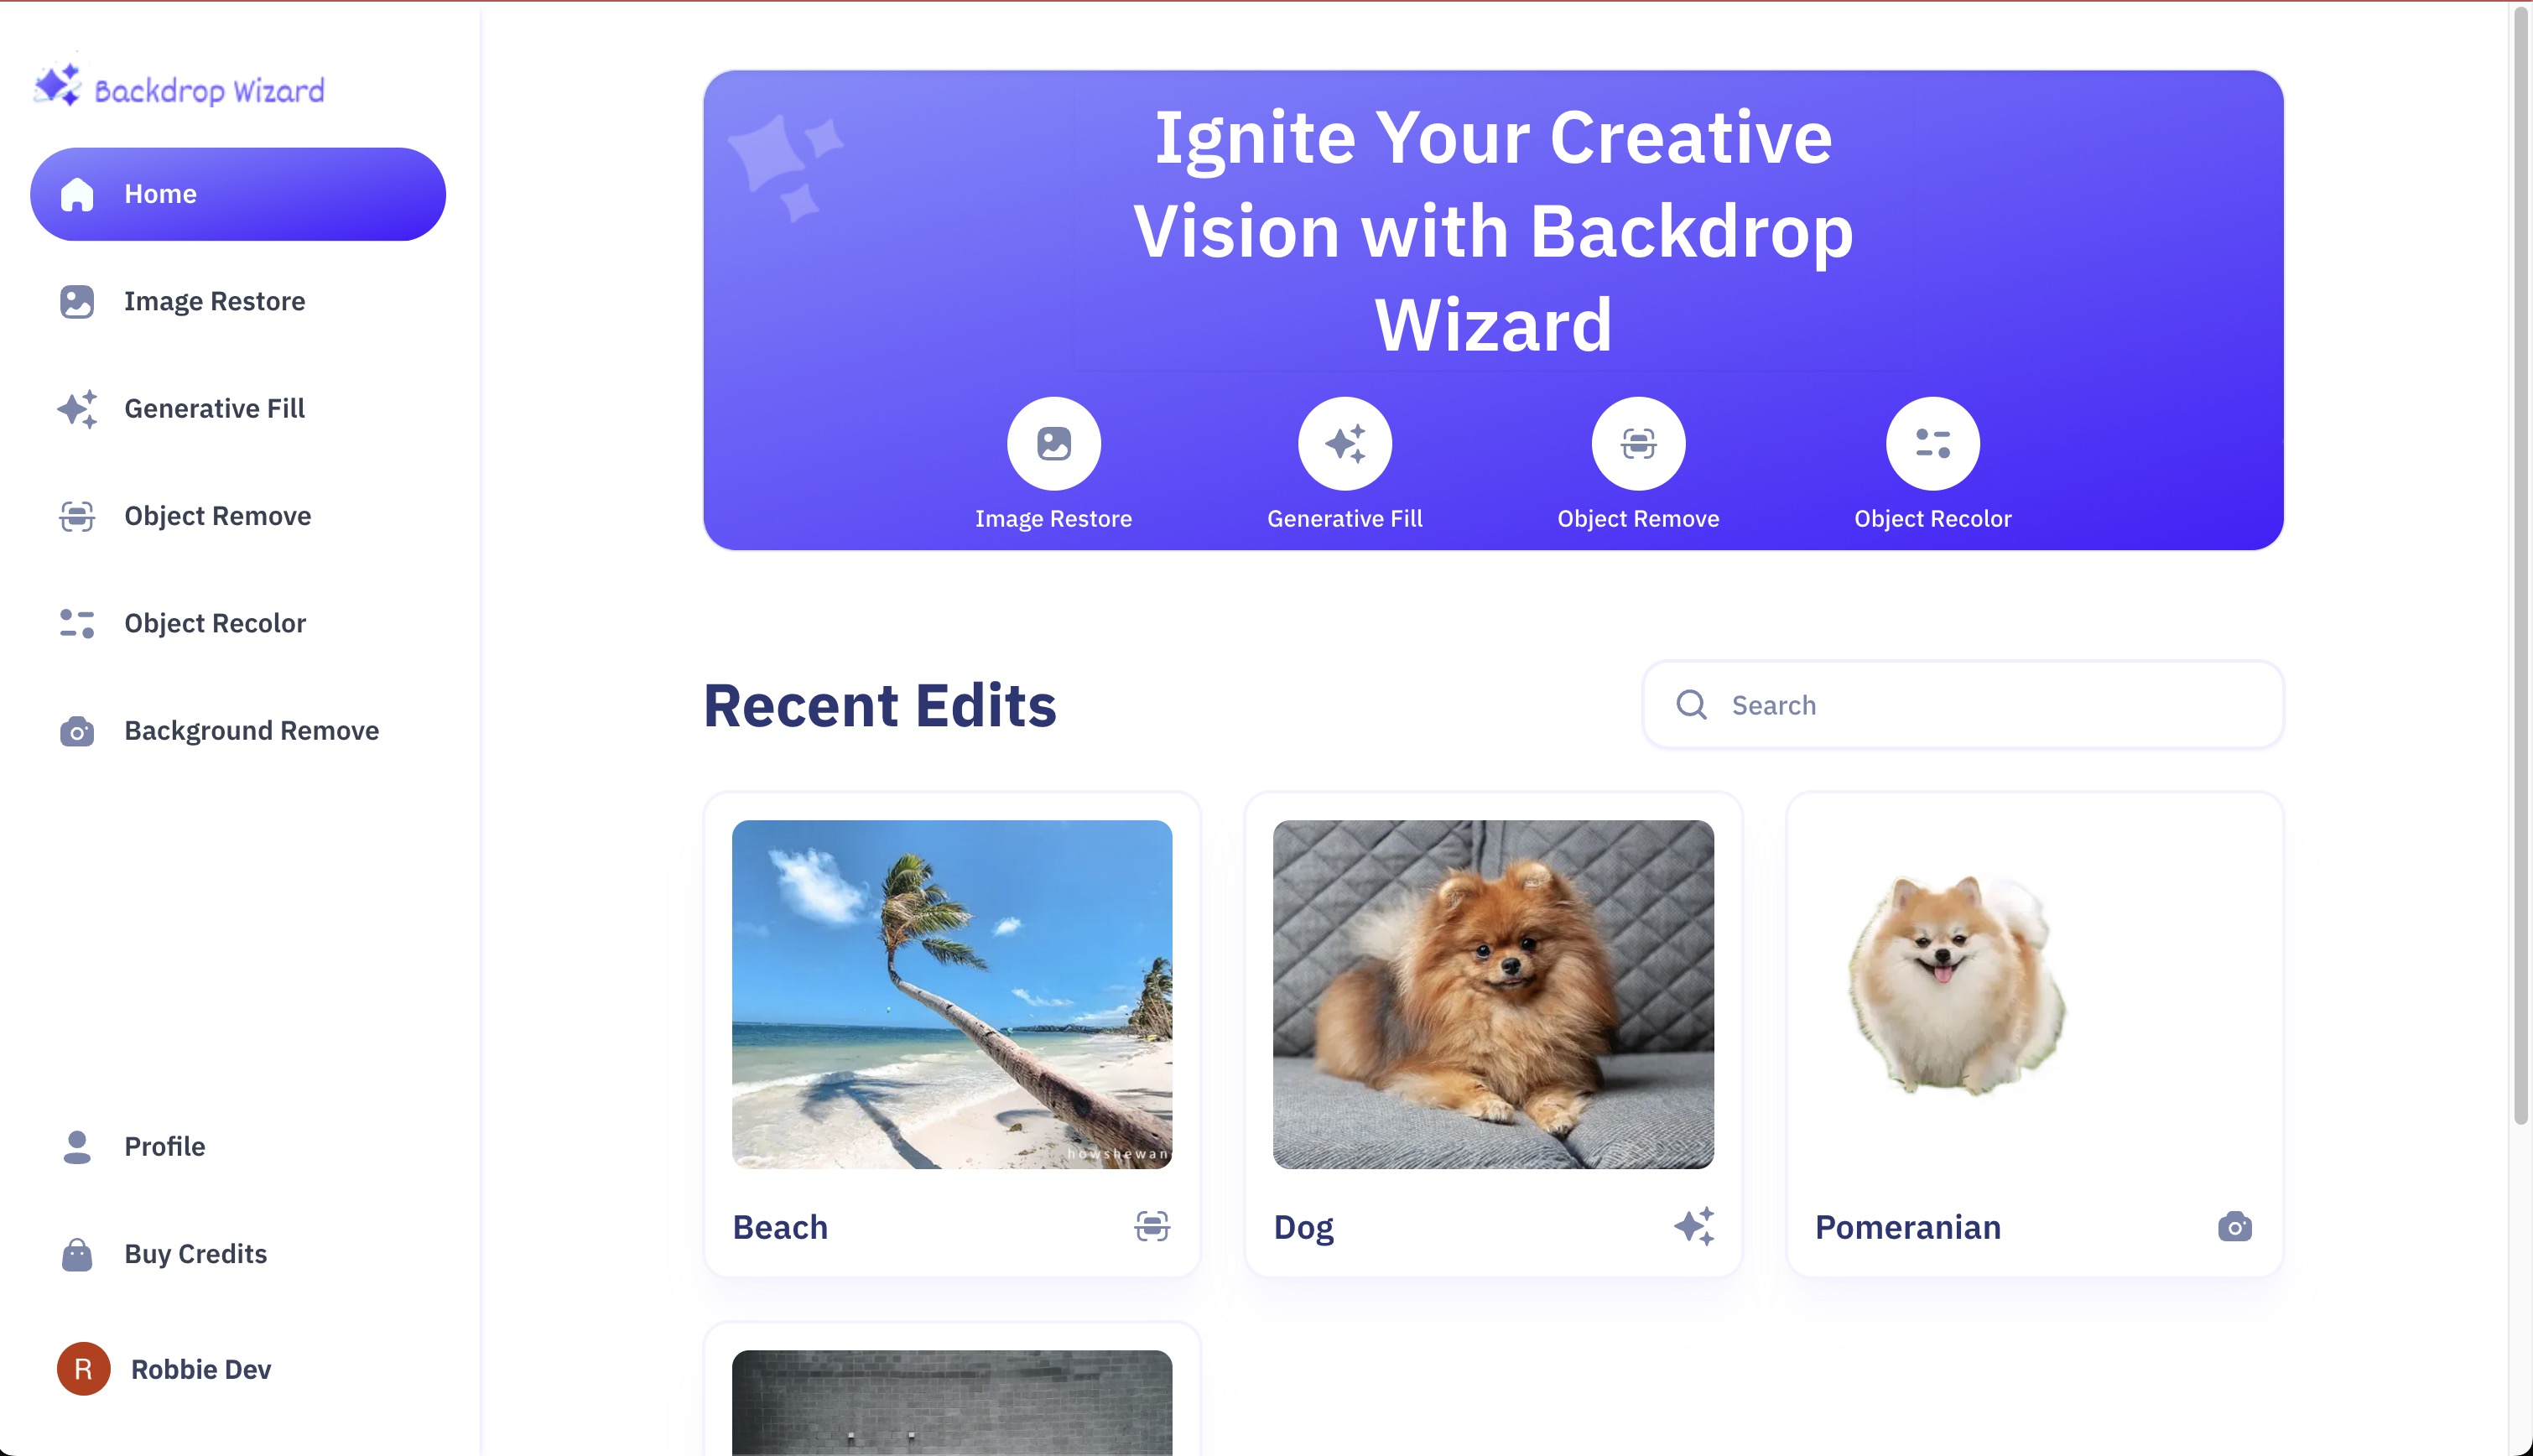 Backdrop Wizard
Home
Image Restore
Generative Fill
Object Remove
Object Recolor
Background Remove
Profile
Buy Credits
R Robbie Dev
Ignite Your Creative
Vision with Backdrop
Wizard
Image Restore Generative Fill Object Remove Object Recolor
Recent Edits
Search
howshewan
Beach
Dog
Pomeranian